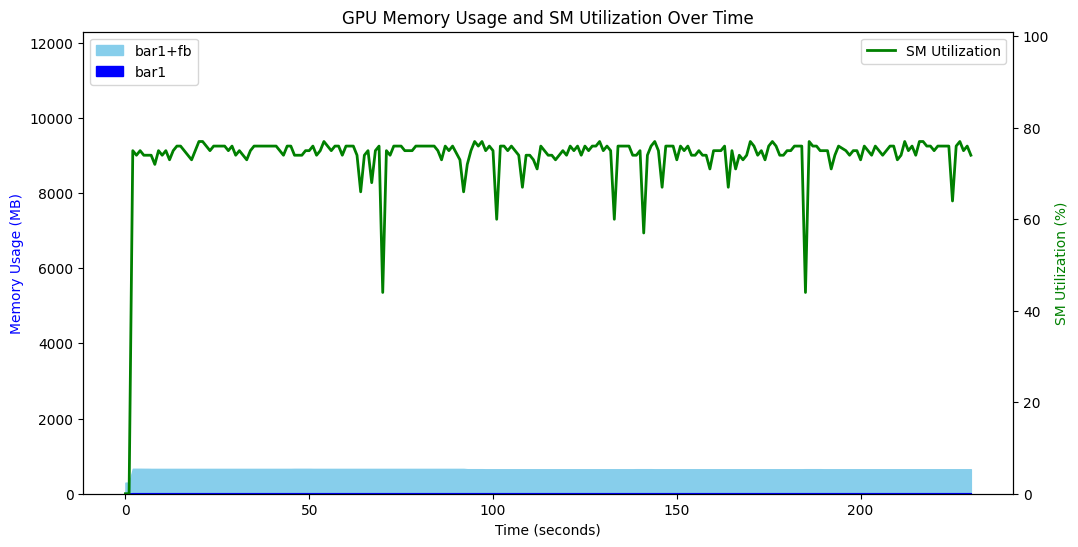 GPU Memory Usage and SM Utilization Over Time
bar1+fb
bar1
SM Utilization
Memory Usage (MB)
12000
10000
8000
6000
4000
2000
0
100
80
60
40
20
0
SM Utilization (%)
0 50 100 150 200
Time (seconds)